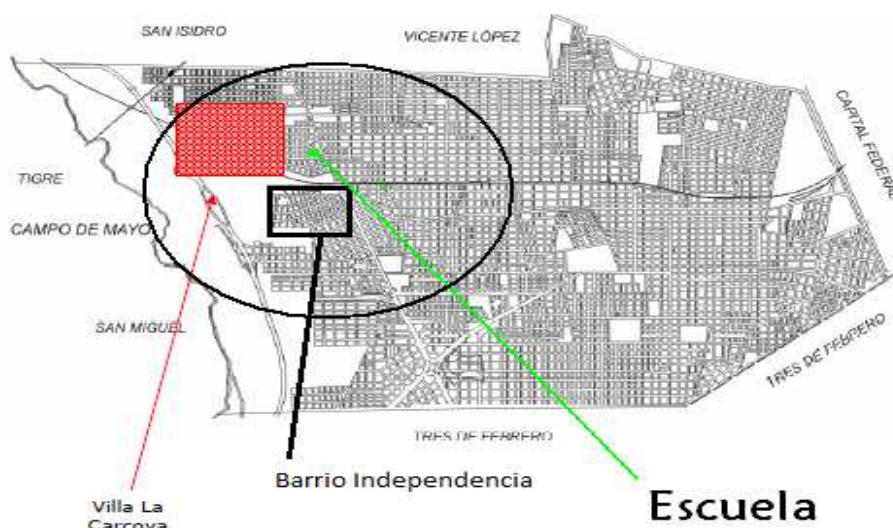 SAN ISIDRO
VICENTE LÓPEZ
CAPITAL FEDERAL
TIGRE
CAMPO DE MAYO
SAN MIGUEL
TRES DE FEBRERO
TRES DE FEBRERO
Barrio Independencia
Escuela
Villa La
Carcova